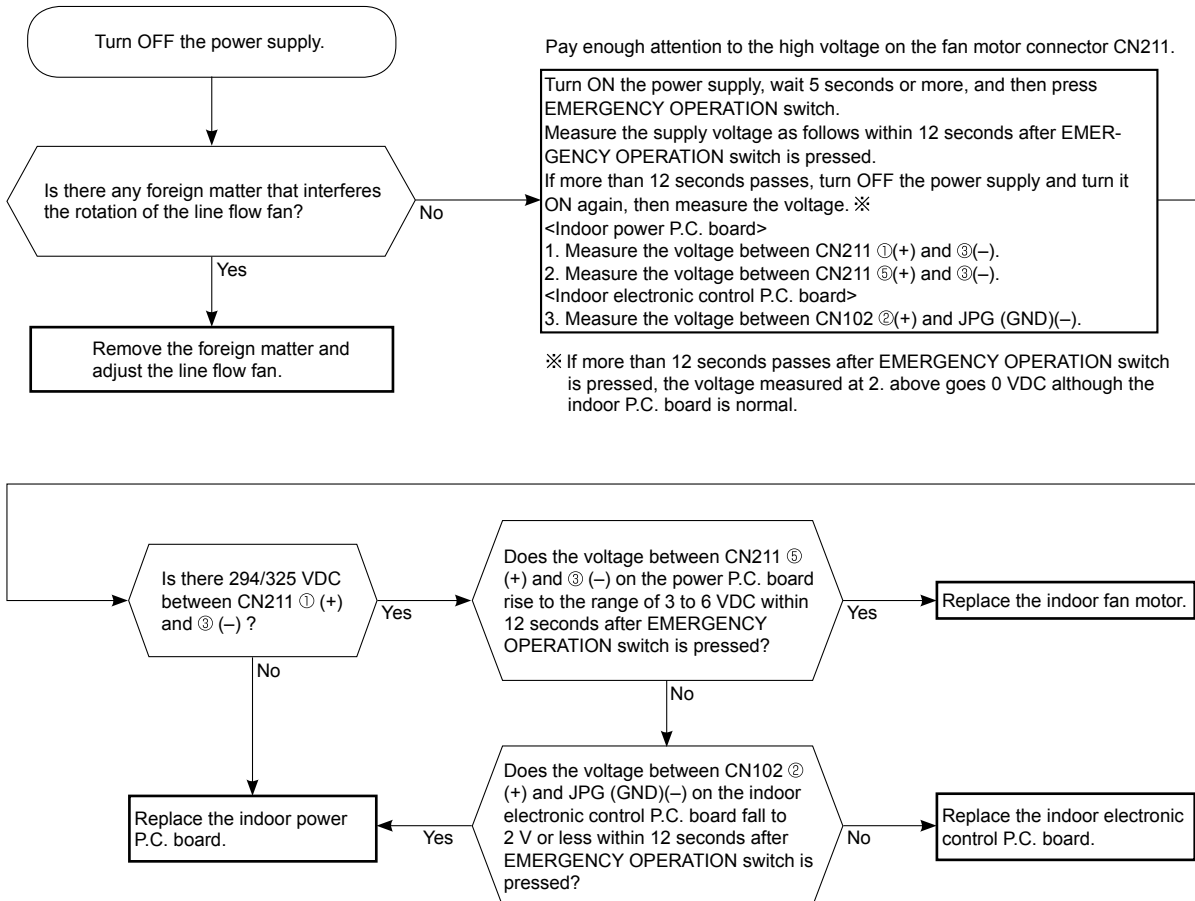 Turn OFF the power supply.
Is there any foreign matter that interferes
the rotation of the line flow fan?
No
Yes
Remove the foreign matter and
adjust the line flow fan.
Pay enough attention to the high voltage on the fan motor connector CN211.
Turn ON the power supply, wait 5 seconds or more, and then press
EMERGENCY OPERATION switch.
Measure the supply voltage as follows within 12 seconds after EMER-
GENCY OPERATION switch is pressed.
If more than 12 seconds passes, turn OFF the power supply and turn it
ON again, then measure the voltage. ※
<Indoor power P.C. board>
1. Measure the voltage between CN211 ①(+) and ③(–).
2. Measure the voltage between CN211 ⑤(+) and ③(–).
<Indoor electronic control P.C. board>
3. Measure the voltage between CN102 ②(+) and JPG (GND)(–).
※ If more than 12 seconds passes after EMERGENCY OPERATION switch
is pressed, the voltage measured at 2. above goes 0 VDC although the
indoor P.C. board is normal.
Is there 294/325 VDC
between CN211 ① (+)
and ③ (–) ?
Yes
No
Does the voltage between CN211 ⑤
(+) and ③ (–) on the power P.C. board
rise to the range of 3 to 6 VDC within
12 seconds after EMERGENCY
OPERATION switch is pressed?
Yes
No
Replace the indoor fan motor.
Replace the indoor power
P.C. board.
Yes
Does the voltage between CN102 ②
(+) and JPG (GND)(–) on the indoor
electronic control P.C. board fall to
2 V or less within 12 seconds after
EMERGENCY OPERATION switch is
pressed?
No
Replace the indoor electronic
control P.C. board.